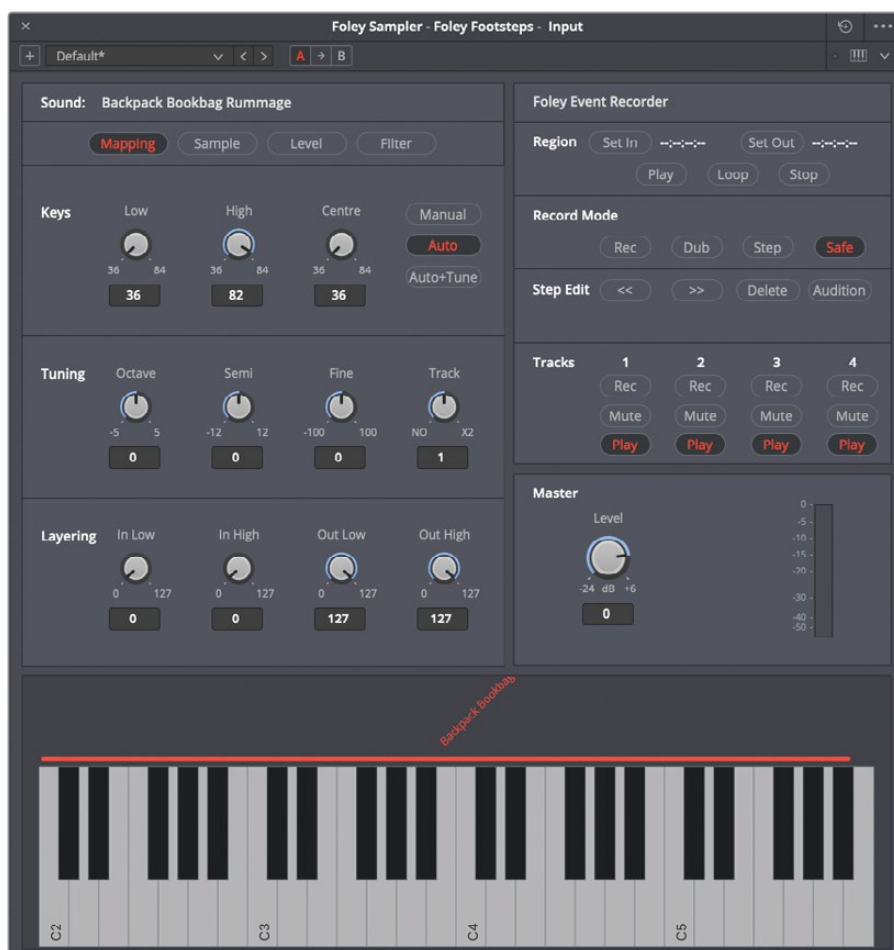 Foley Sampler - Foley Footsteps - Input
Default*
A B
Sound: Backpack Bookbag Rummage
Mapping Sample Level Filter
Keys Low High Centre
Manual
Auto
Auto+Tune
36 84 36 84 36 84
36 82 36
Tuning Octave Semi Fine Track
-5 5 -12 12 -100 100 NO X2
0 0 0 1
Layering In Low In High Out Low Out High
0 127 0 127 0 127 0 127
0 0 127 127
Foley Event Recorder
Region Set In --:--:--:-- Set Out --:--:--:--
Play Loop Stop
Record Mode
Rec Dub Step Safe
Step Edit << >> Delete Audition
Tracks 1 2 3 4
Rec Rec Rec Rec
Mute Mute Mute Mute
Play Play Play Play
Master
Level
-24 dB +6
0
0
-5
-10
-15
-20
-30
-40
-50
Backpack Bookbag
C2 C3 C4 C5